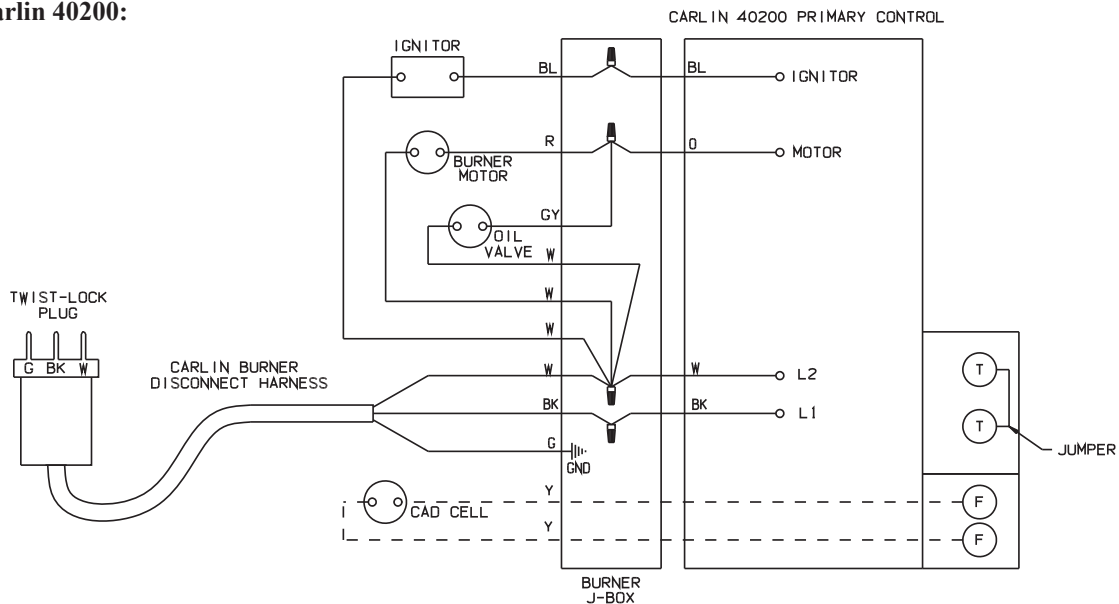 arlin 40200:
CARLIN 40200 PRIMARY CONTROL
IGNITOR
BL
BL
IGNITOR
R
O
MOTOR
BURNER
MOTOR
GY
OIL
VALVE
W
W
W
TWIST-LOCK
PLUG
G BK W
CARLIN BURNER
DISCONNECT HARNESS
W
W
L2
BK
BK
L1
G
GND
T
T
JUMPER
Y
CAD CELL
F
Y
F
BURNER
J-BOX